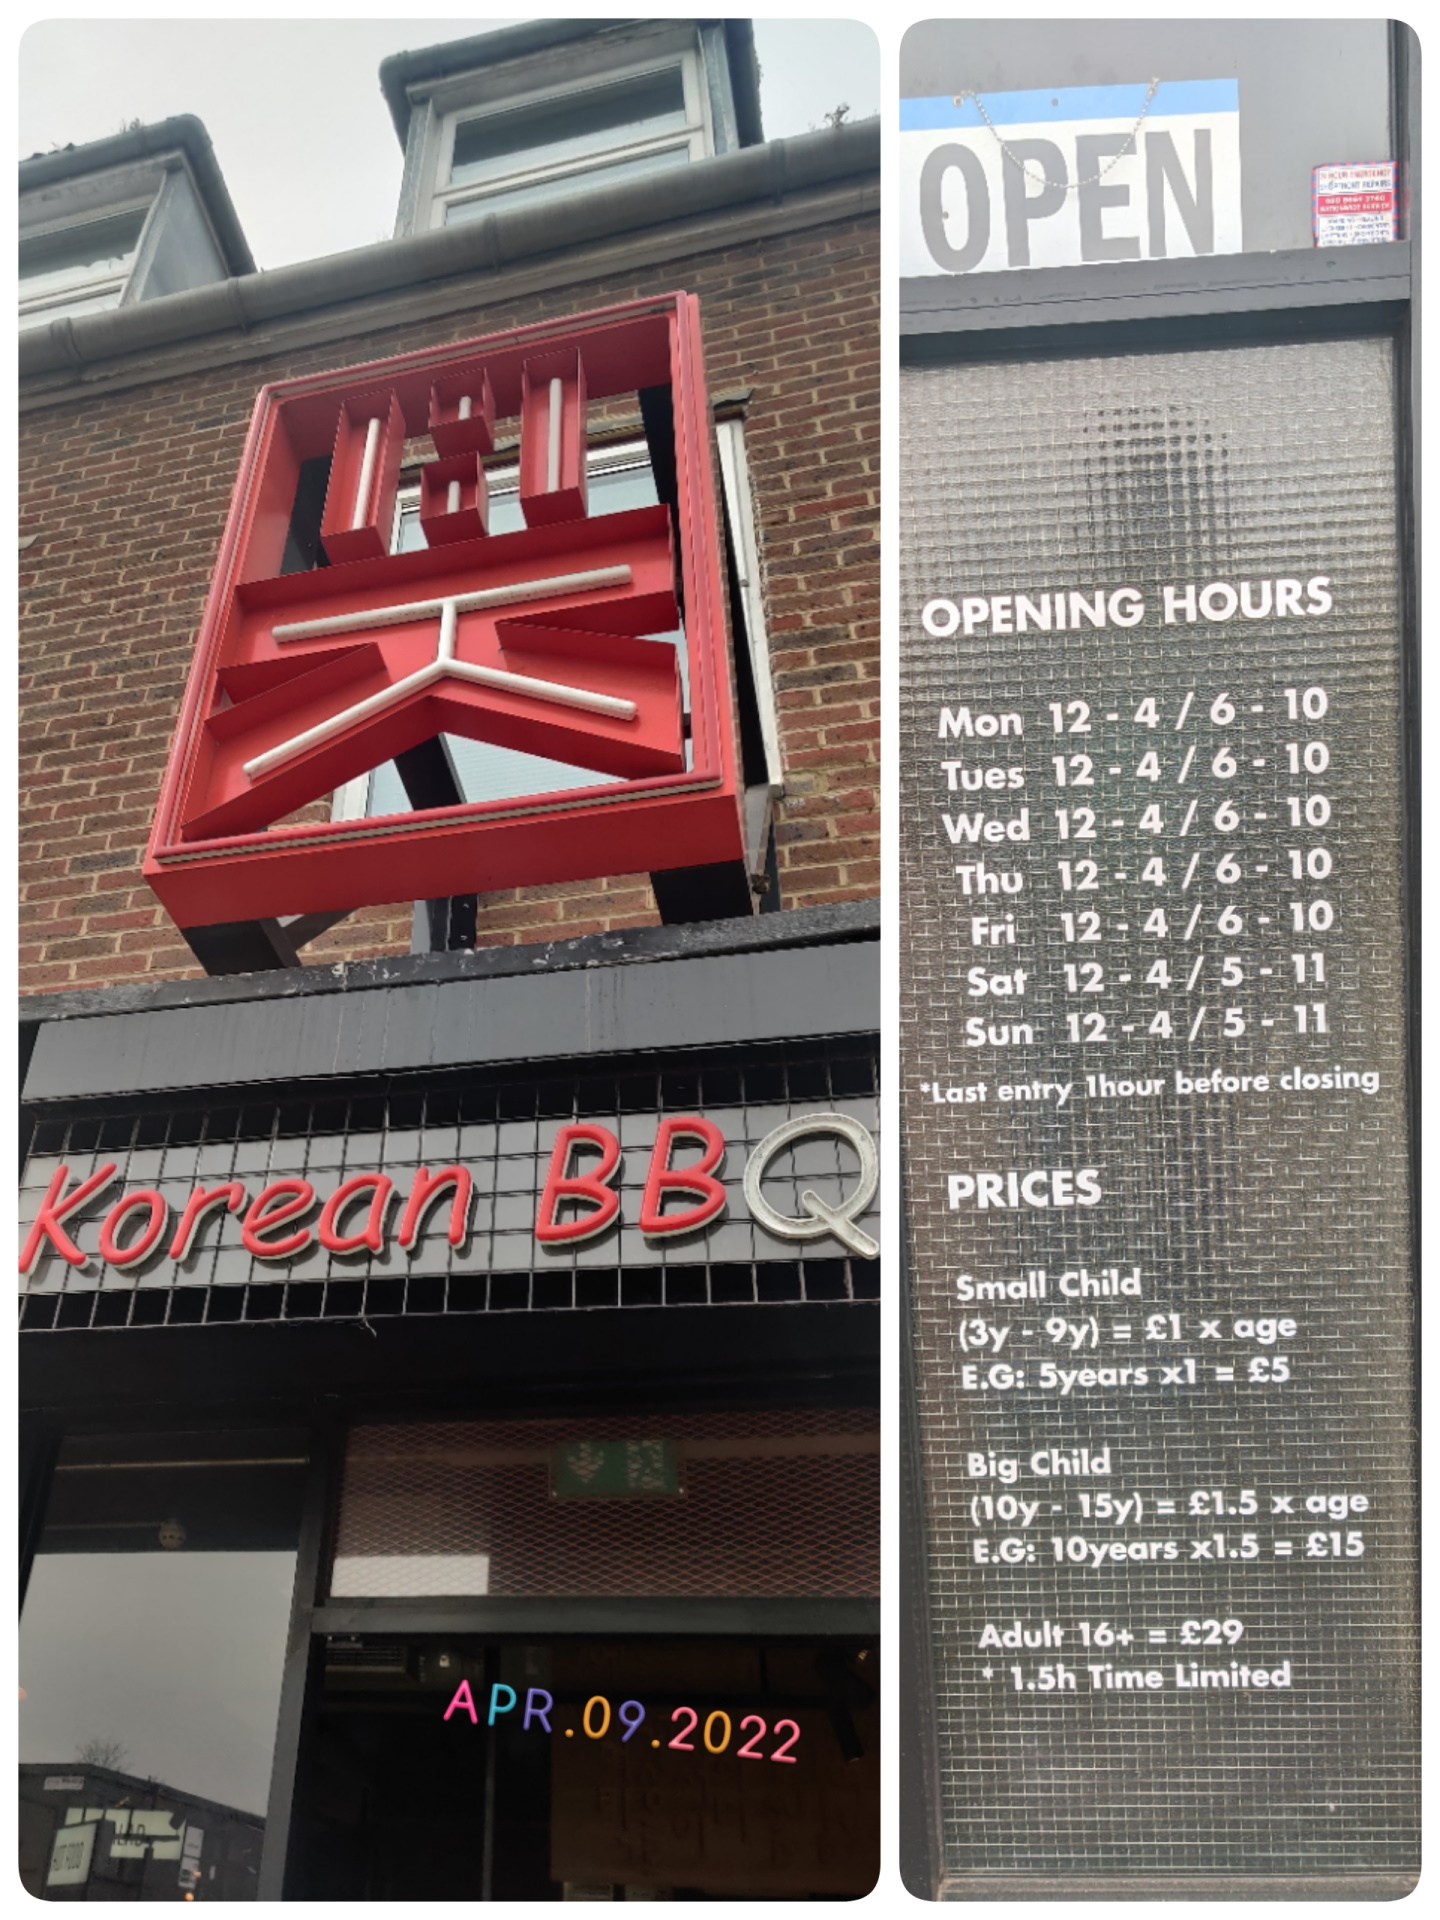 Korean BBQ
APR.09.2022
OPEN
OPENING HOURS
Mon 12 - 4 / 6 - 10
Tues 12 - 4 / 6 - 10
Wed 12 - 4 / 6 - 10
Thu 12 - 4 / 6 - 10
Fri 12 - 4 / 6 - 10
Sat 12 - 4 / 5 - 11
Sun 12 - 4 / 5 - 11
*Last entry 1hour before closing
PRICES
Small Child
(3y - 9y) = £1 x age
E.G: 5years x1 = £5
Big Child
(10y - 15y) = £1.5 x age
E.G: 10years x1.5 = £15
Adult 16+ = £29
* 1.5h Time Limited